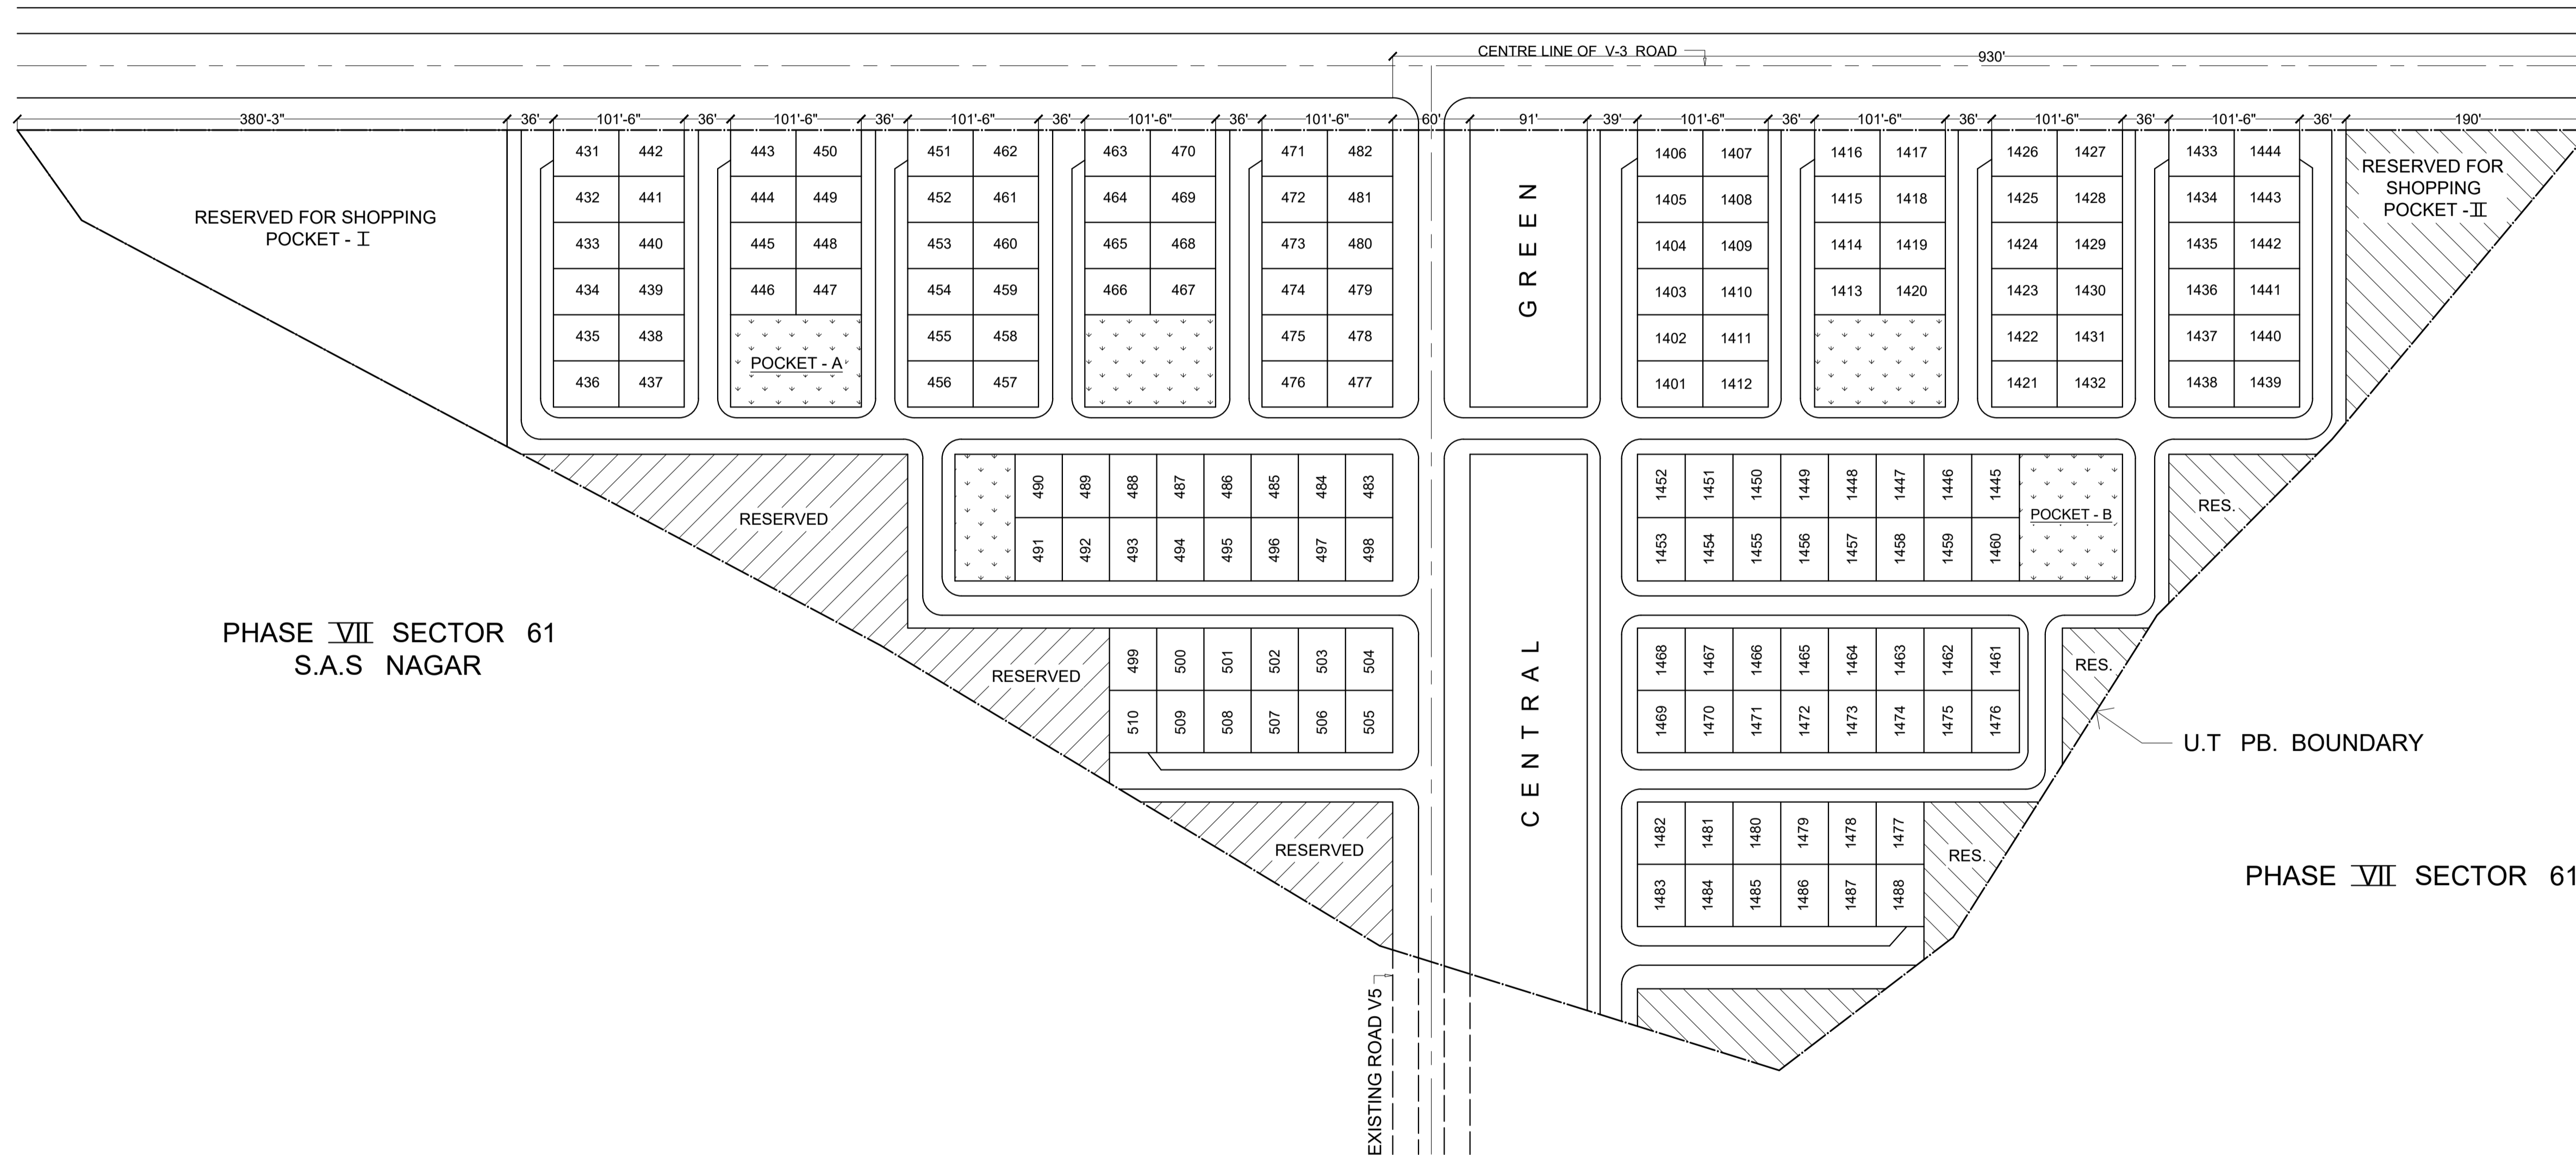 CENTRE LINE OF V-3 ROAD
930'
380'-3" 36' 101'-6" 36' 101'-6" 36' 101'-6" 36' 101'-6" 36' 101'-6" 60' 91' 39' 101'-6" 36' 101'-6" 36' 101'-6" 36' 101'-6" 36' 190'
431 442 443 450 451 462 463 470 471 482 1406 1407 1416 1417 1426 1427 1433 1444
432 441 444 449 452 461 464 469 472 481 1405 1408 1415 1418 1425 1428 1434 1443
433 440 445 448 453 460 465 468 473 480 1404 1409 1414 1419 1424 1429 1435 1442
434 439 446 447 454 459 466 467 474 479 1403 1410 1413 1420 1423 1430 1436 1441
435 438 455 458 475 478 1402 1411 1422 1431 1437 1440
436 437 456 457 476 477 1401 1412 1421 1432 1438 1439
RESERVED FOR SHOPPING
POCKET - I
POCKET - A
GREEN
RESERVED FOR
SHOPPING
POCKET - II
RESERVED
490 489 488 487 486 485 484 483
491 492 493 494 495 496 497 498
1452 1451 1450 1449 1448 1447 1446 1445
1453 1454 1455 1456 1457 1458 1459 1460
POCKET - B
RES.
PHASE VII SECTOR 61
S.A.S NAGAR
RESERVED
499 500 501 502 503 504
510 509 508 507 506 505
CENTRAL
1468 1467 1466 1465 1464 1463 1462 1461
1469 1470 1471 1472 1473 1474 1475 1476
RES.
U.T PB. BOUNDARY
RESERVED
1482 1481 1480 1479 1478 1477
1483 1484 1485 1486 1487 1488
RES.
PHASE VII SECTOR 61
EXISTING ROAD V5